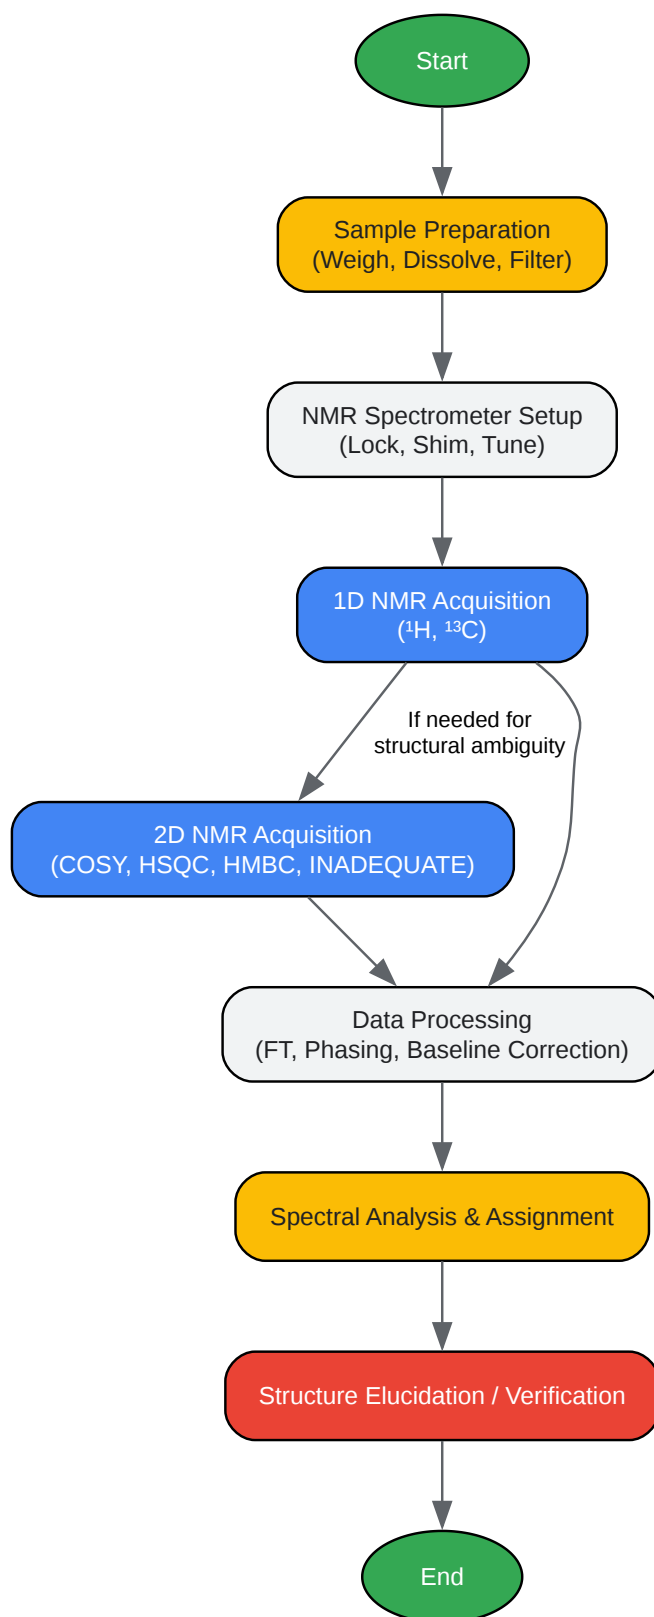 Start
Sample Preparation
(Weigh, Dissolve, Filter)
NMR Spectrometer Setup
(Lock, Shim, Tune)
1D NMR Acquisition
(¹H, ¹³C)
If needed for
structural ambiguity
2D NMR Acquisition
(COSY, HSQC, HMBC, INADEQUATE)
Data Processing
(FT, Phasing, Baseline Correction)
Spectral Analysis & Assignment
Structure Elucidation / Verification
End